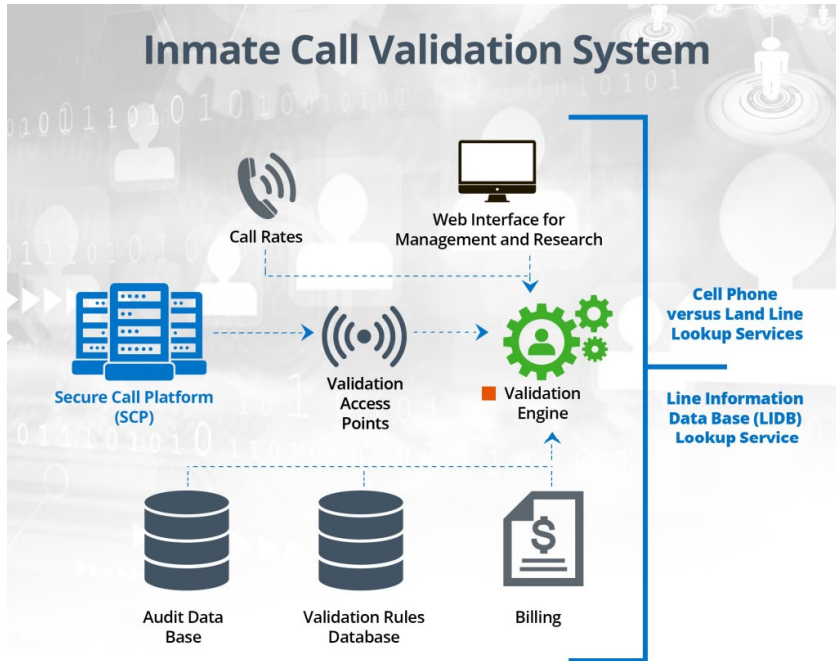 Inmate Call Validation System
Call Rates
Web Interface for
Management and Research
Secure Call Platform
(SCP)
Validation
Access
Points
Validation
Engine
Cell Phone
versus Land Line
Lookup Services
Line Information
Data Base (LIDB)
Lookup Service
$
Audit Data
Base
Validation Rules
Database
Billing